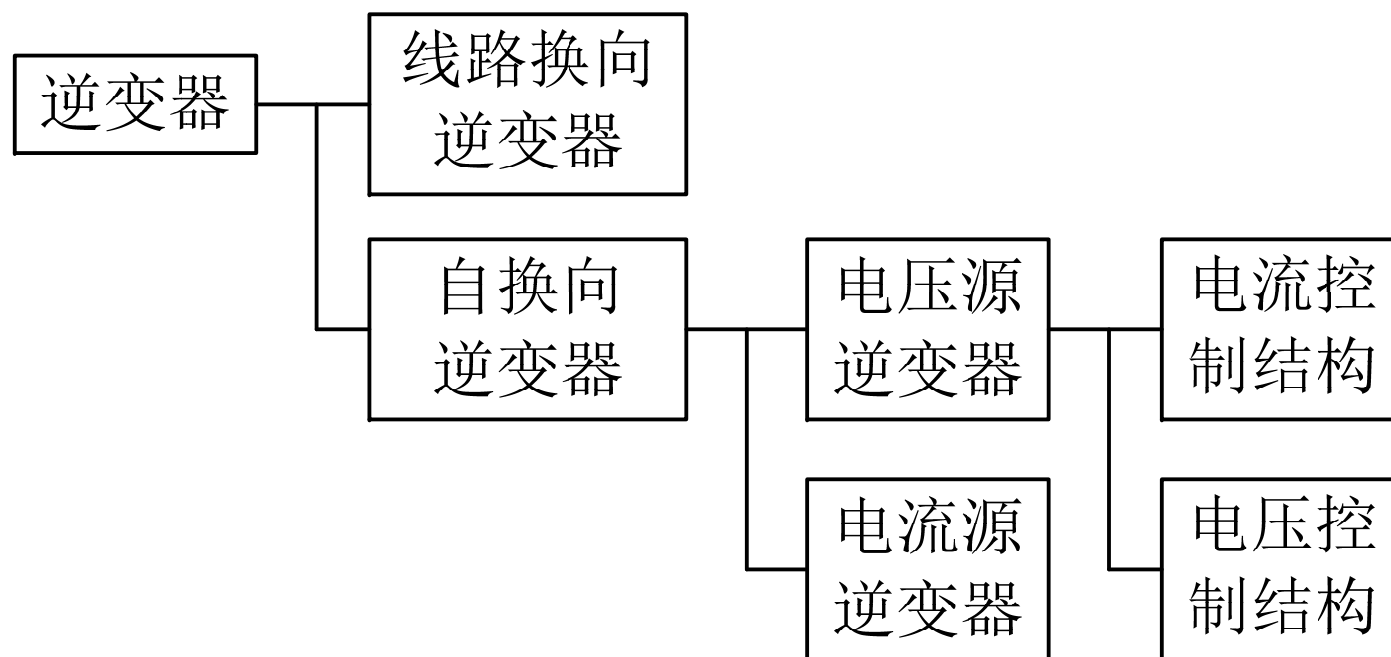 逆变器
线路换向
逆变器
自换向
逆变器
电压源
逆变器
电流控
制结构
电流源
逆变器
电压控
制结构